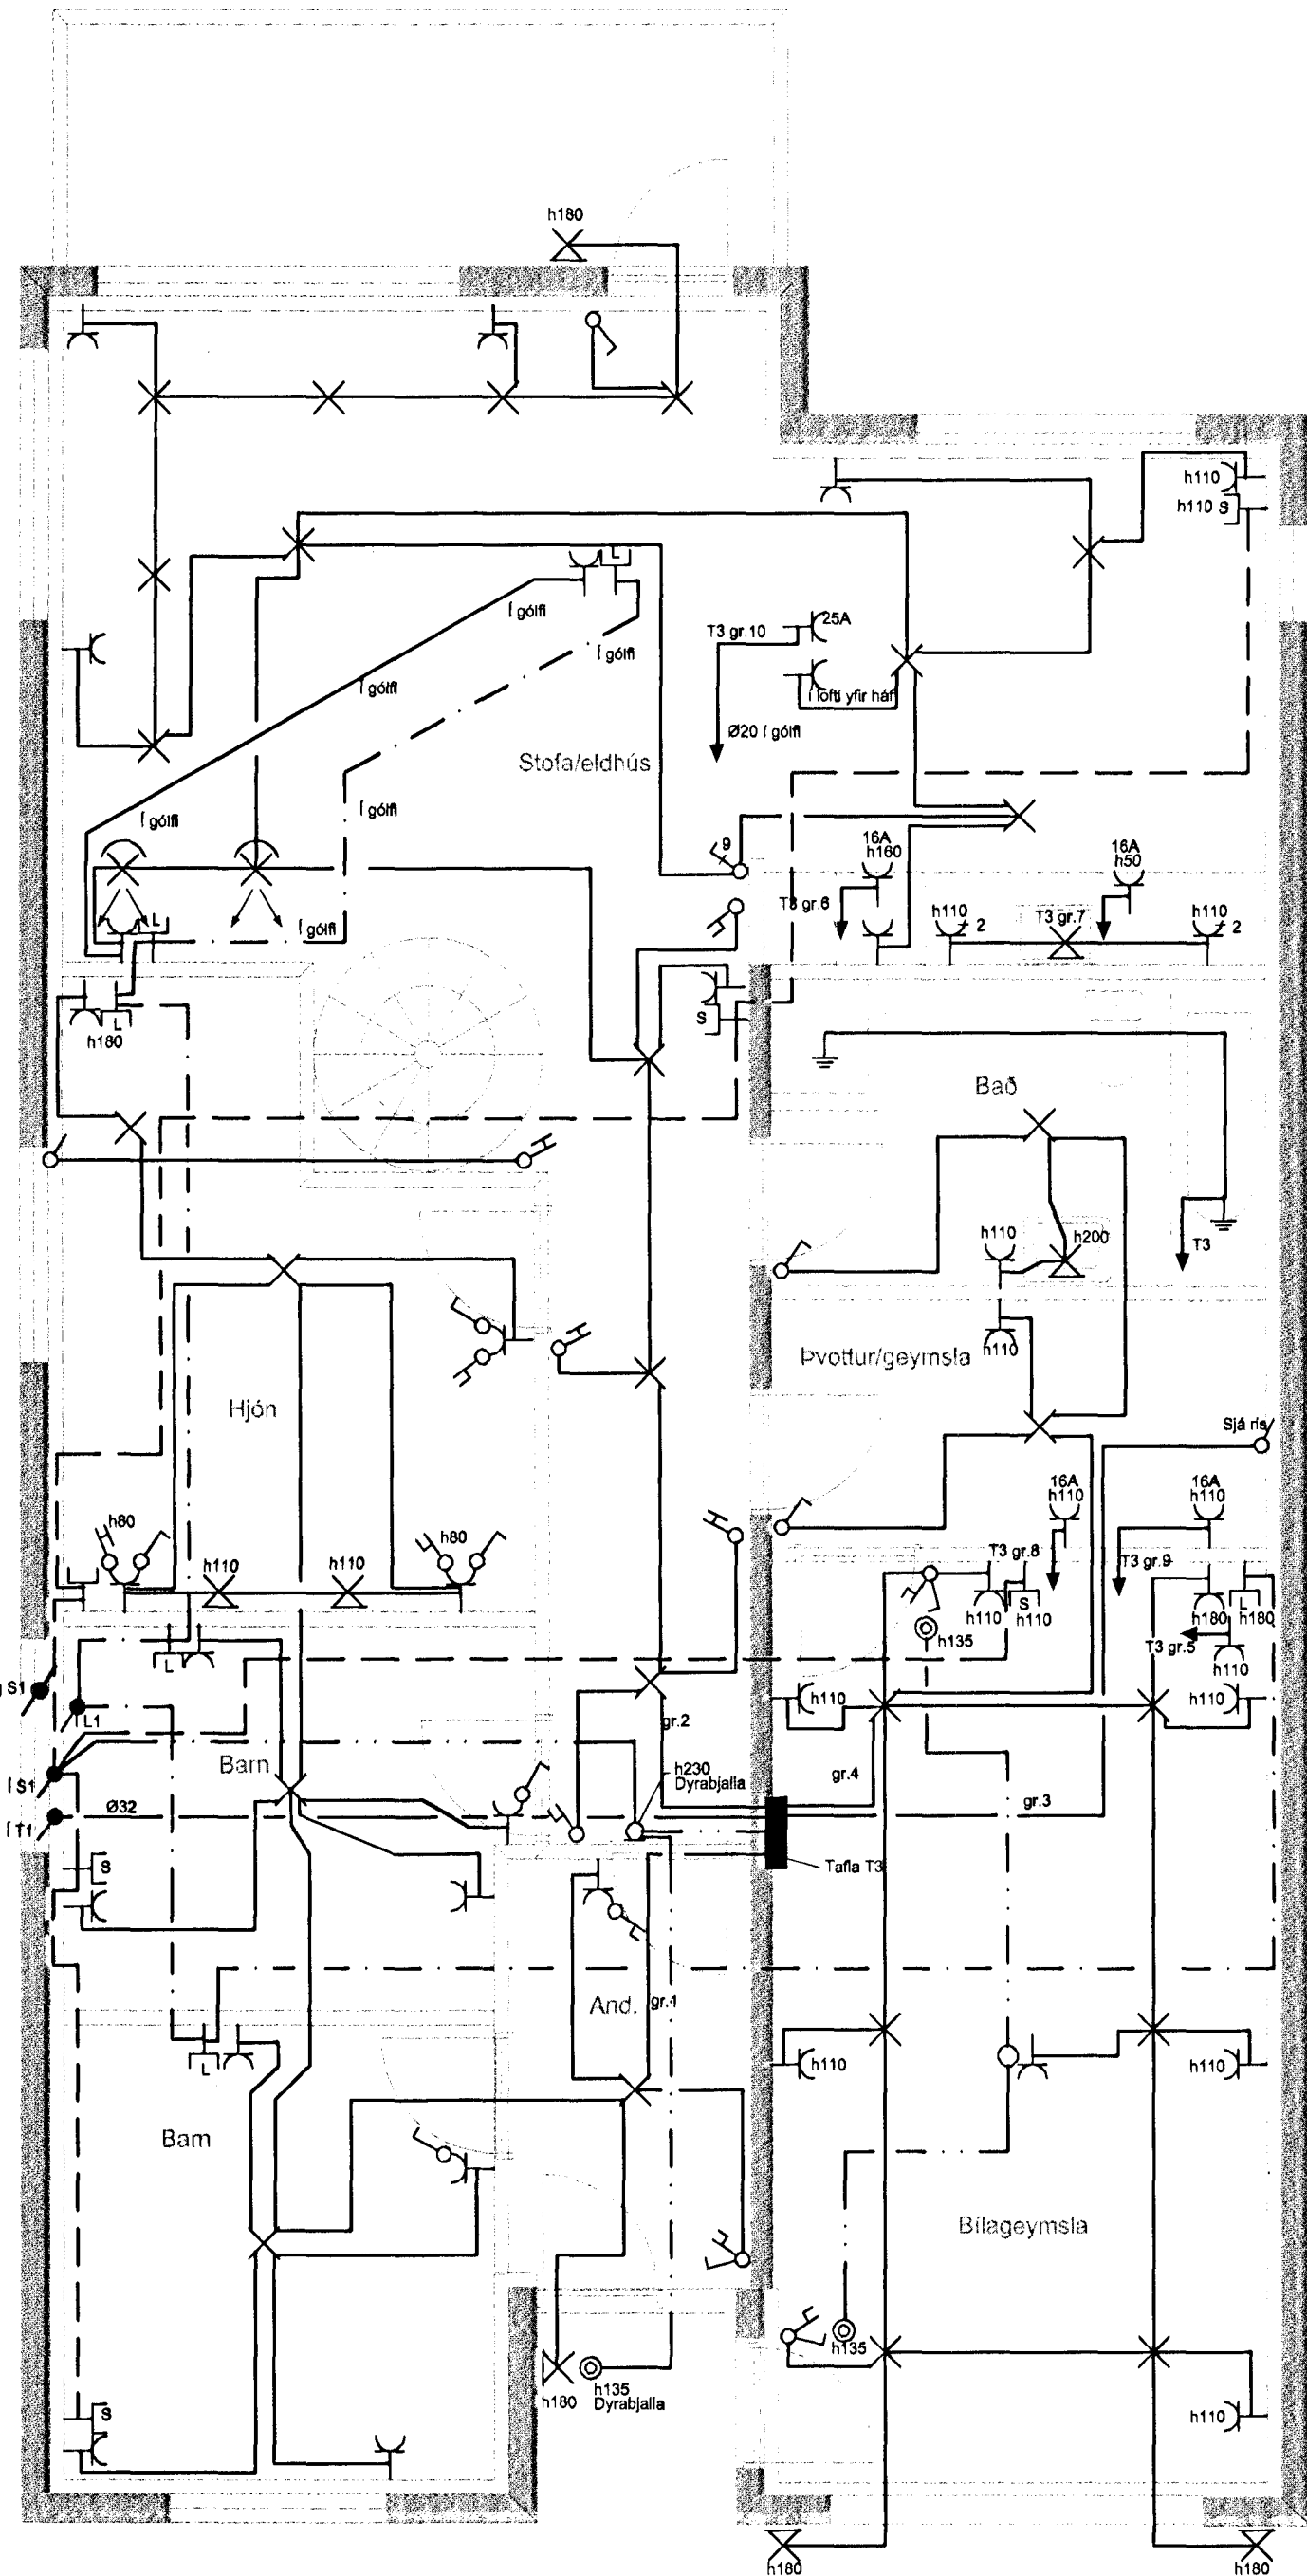 h180
h110
h110 S
L
Í gólfi
Í gólfi
25A
T3 gr.10
Í gólfi
Í lofti yfir háf
Ø20 í gólfi
Stofa/eldhús
Í gólfi
Í gólfi
9
16A
h160
16A
h50
T3 gr.6
h110
2
T3 gr.7
h110
2
L
Í gólfi
S
L
h180
Bað
h110
h200
T3
h110
Þvottur/geymsla
Hjón
Sjá rís
16A
h110
16A
h110
h80
h80
h110
h110
T3 gr.8
T3 gr.9
h110
S
h110
h180
L
h180
h135
T3 gr.5
h110
L
S1
L1
h110
h110
gr.2
Barn
h230
Dyrabjalla
Í S1
gr.4
Ø32
gr.3
Í T1
S
Tafla T3
And.
gr.1
L
h110
h110
Barn
Bílageymsla
h135
h180
h135
Dyrabjalla
S
h110
h180
h180